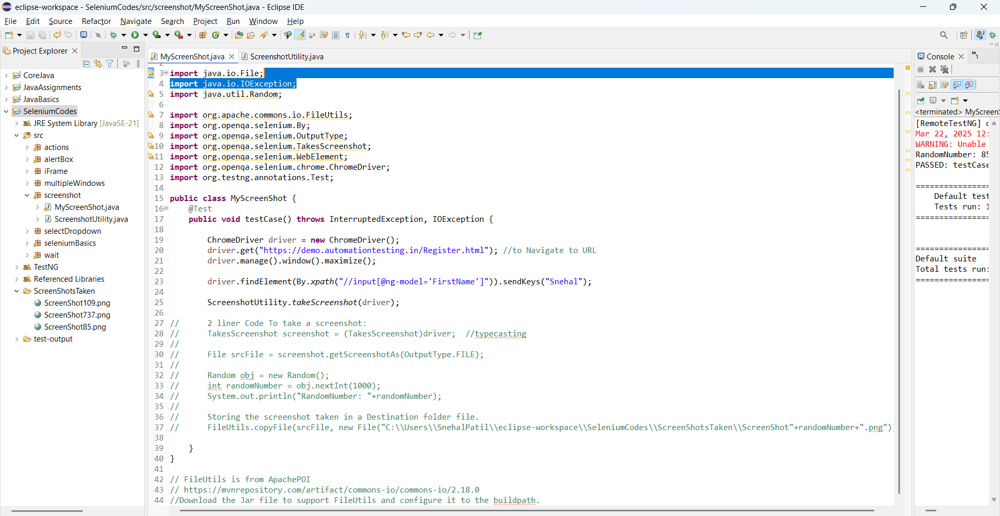 eclipse-workspace - SeleniumCodes/src/screenshot/MyScreenShot.java - Eclipse IDE
File Edit Source Refactor Navigate Search Project Run Window Help
Project Explorer
CoreJava
JavaAssignments
JavaBasics
SeleniumCodes
JRE System Library [JavaSE-21]
src
actions
alertBox
iFrame
multipleWindows
screenshot
MyScreenShot.java
ScreenshotUtility.java
selectDropdown
seleniumBasics
wait
TestNG
Referenced Libraries
ScreenShotsTaken
ScreenShot109.png
ScreenShot737.png
ScreenShot85.png
test-output
MyScreenShot.java ScreenshotUtility.java
3 import java.io.File;
4 import java.io.IOException;
5 import java.util.Random;
6
7 import org.apache.commons.io.FileUtils;
8 import org.openqa.selenium.By;
9 import org.openqa.selenium.OutputType;
10 import org.openqa.selenium.TakesScreenshot;
11 import org.openqa.selenium.WebElement;
12 import org.openqa.selenium.chrome.ChromeDriver;
13 import org.testng.annotations.Test;
14
15 public class MyScreenShot {
16 @Test
17 public void testCase() throws InterruptedException, IOException {
18
19 ChromeDriver driver = new ChromeDriver();
20 driver.get("https://demo.automationtesting.in/Register.html"); //to Navigate to URL
21 driver.manage().window().maximize();
22
23 driver.findElement(By.xpath("//input[@ng-model='FirstName']")).sendKeys("Snehal");
24
25 ScreenshotUtility.takeScreenshot(driver);
26
27 // 2 liner Code To take a screenshot:
28 // TakesScreenshot screenshot = (TakesScreenshot)driver; //typecasting
29 //
30 // File srcFile = screenshot.getScreenshotAs(OutputType.FILE);
31 //
32 // Random obj = new Random();
33 // int randomNumber = obj.nextInt(1000);
34 // System.out.println("RandomNumber: "+randomNumber);
35 //
36 // Storing the screenshot taken in a Destination folder file.
37 // FileUtils.copyFile(srcFile, new File("C:\\Users\\SnehalPatil\\eclipse-workspace\\SeleniumCodes\\ScreenShotsTaken\\ScreenShot"+randomNumber+".png")
38
39 }
40 }
41
42 // FileUtils is from ApachePOI
43 // https://mvnrepository.com/artifact/commons-io/commons-io/2.18.0
44 //Download the Jar file to support FileUtils and configure it to the buildpath.
Console »1
<terminated> MyScreenS
[RemoteTestNG] d
Mar 22, 2025 12:
WARNING: Unable
RandomNumber: 85
PASSED: testCase
================
Default test
Tests run: 1
================
================
Default suite
Total tests run:
================